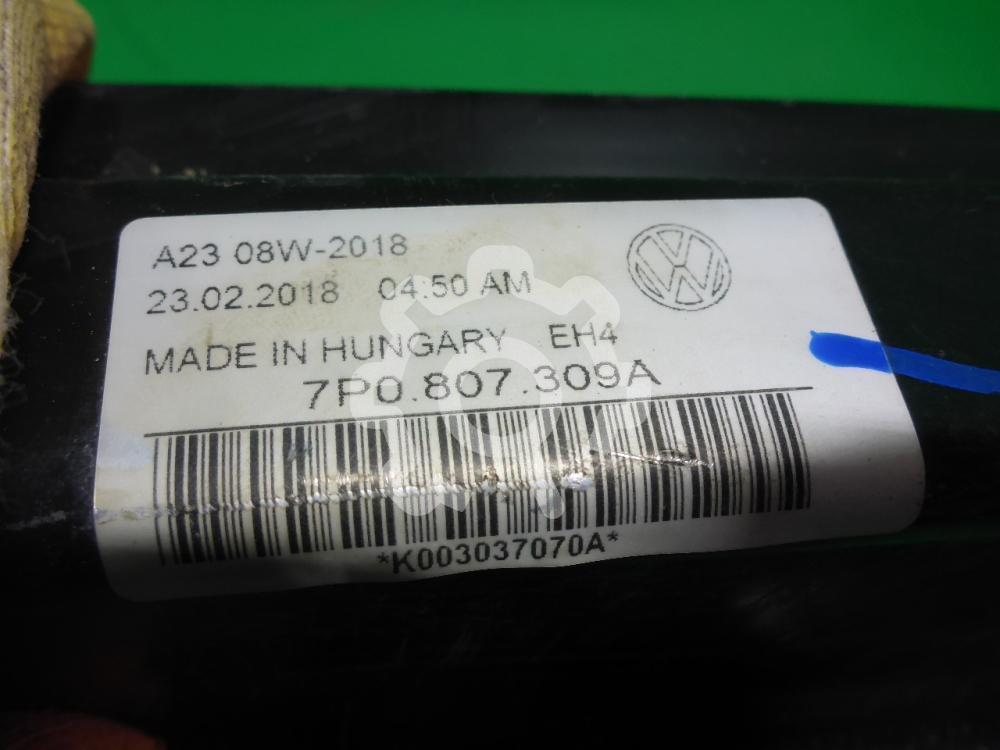 A23 08W-2018
23.02.2018 04:50 AM
MADE IN HUNGARY EH4
7P0.807.309A
*K003037070A*